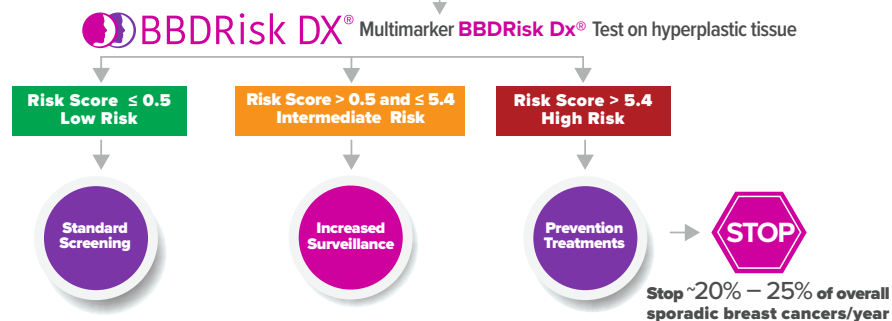 BBDRisk DX® Multimarker BBDRisk Dx® Test on hyperplastic tissue
Risk Score ≤ 0.5
Low Risk
Risk Score > 0.5 and ≤ 5.4
Intermediate Risk
Risk Score > 5.4
High Risk
Standard
Screening
Increased
Surveillance
Prevention
Treatments
STOP
Stop ~20% – 25% of overall
sporadic breast cancers/year